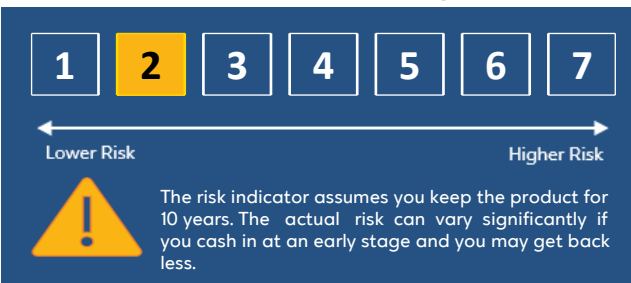 1 2 3 4 5 6 7
Lower Risk Higher Risk
The risk indicator assumes you keep the product for
10 years. The actual risk can vary significantly if
you cash in at an early stage and you may get back
less.